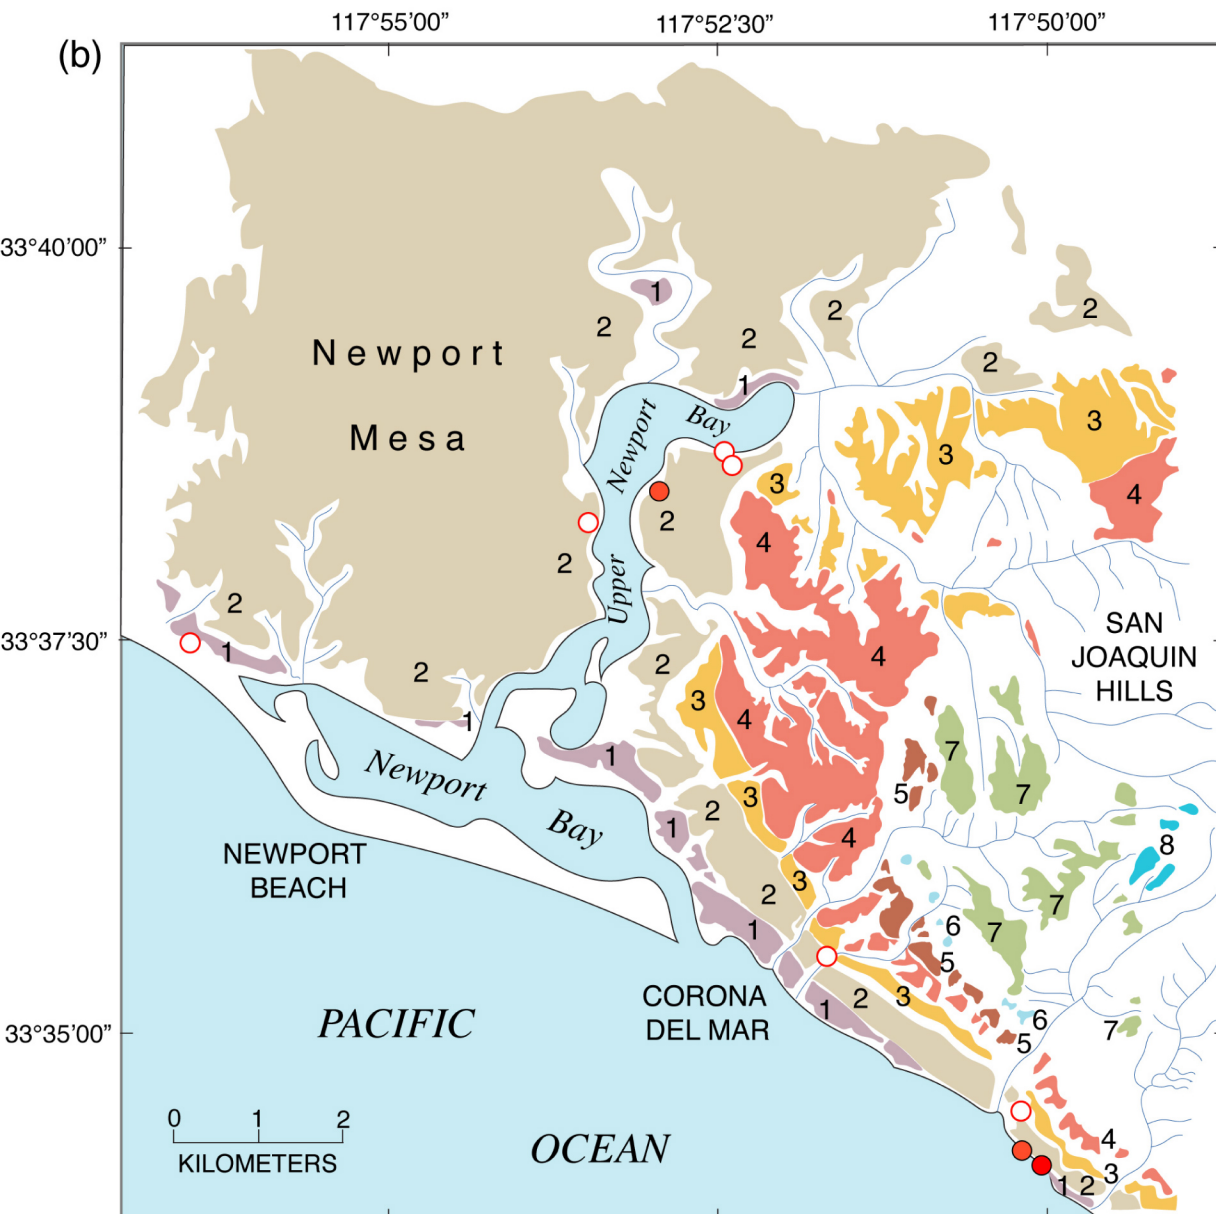 117°55'00” 117°52'30” 117°50'00”
(b)
33°40'00”
1
2
2
2
2
Newport
2
1
Mesa
Newport
Bay
3
3
3
4
2
4
2
Upper
2
33°37'30”
1
2
2
4
SAN
JOAQUIN
HILLS
3
4
1
1
7
Newport
5
7
3
2
Bay
1
4
8
NEWPORT
BEACH
3
2
7
1
6
7
5
CORONA
DEL MAR
2
3
1
PACIFIC
6
7
5
33°35'00”
0 1 2
KILOMETERS
OCEAN
4
3
1
2